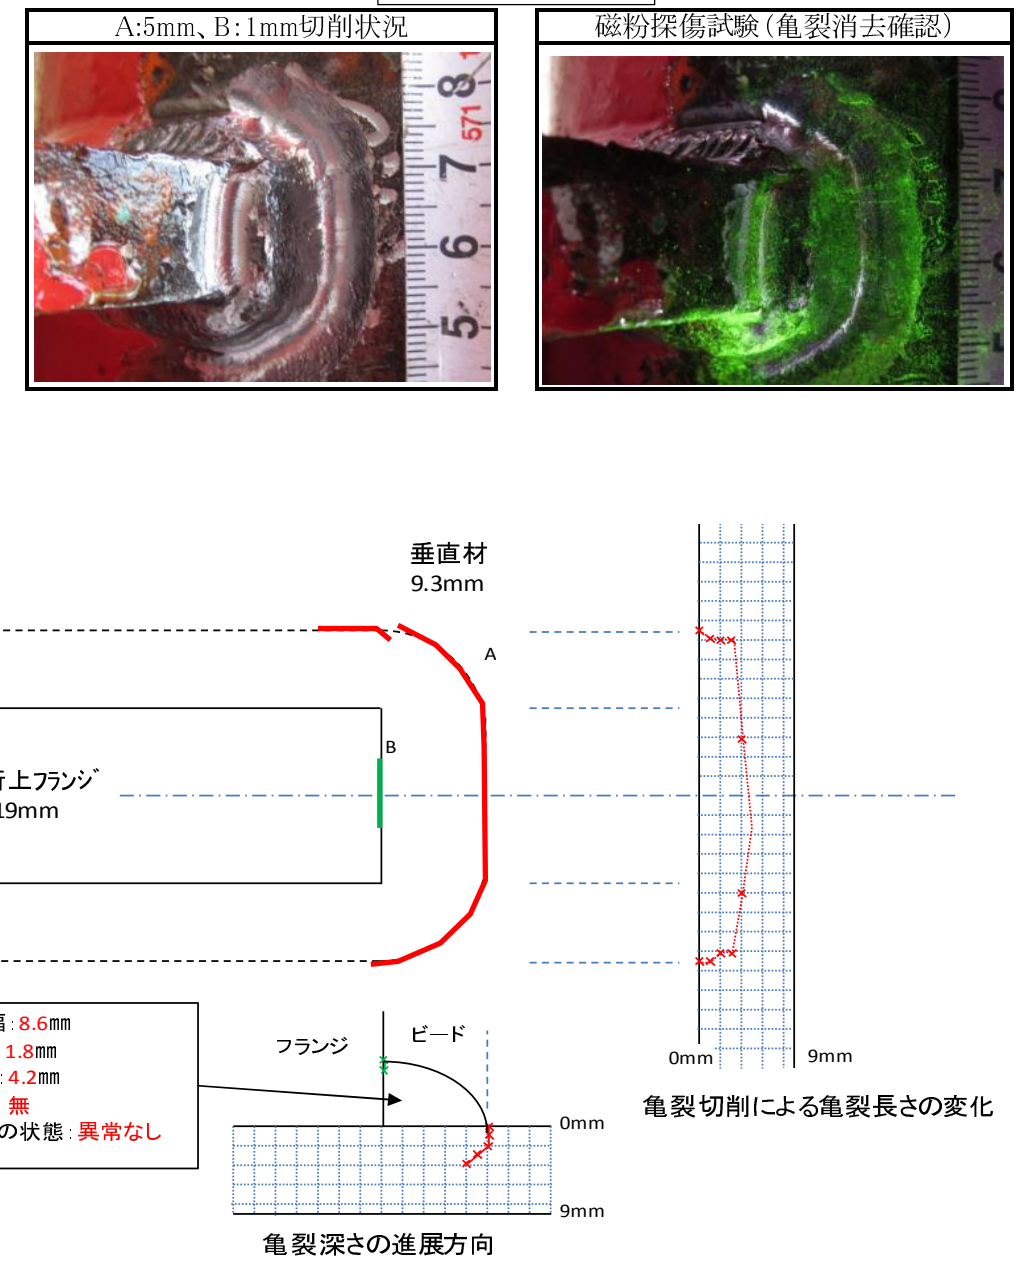 A:5mm、B:1mm切削状況
磁粉探傷試験(亀裂消去確認)
8
571
7
6
5
垂直材
9.3mm
A
B
上フランジ
19mm
8.6mm
1.8mm
4.2mm
無
の状態:異常なし
フランジ
ビード
0mm
9mm
亀裂深さの進展方向
0mm
9mm
亀裂切削による亀裂長さの変化